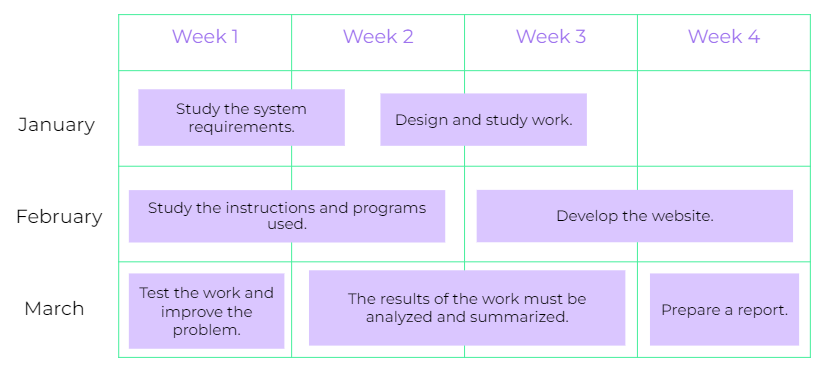 Week 1
Week 2
Week 3
Week 4
January
Study the system
requirements.
Design and study work.
February
Study the instructions and programs
used.
Develop the website.
March
Test the work and
improve the
problem.
The results of the work must be
analyzed and summarized.
Prepare a report.